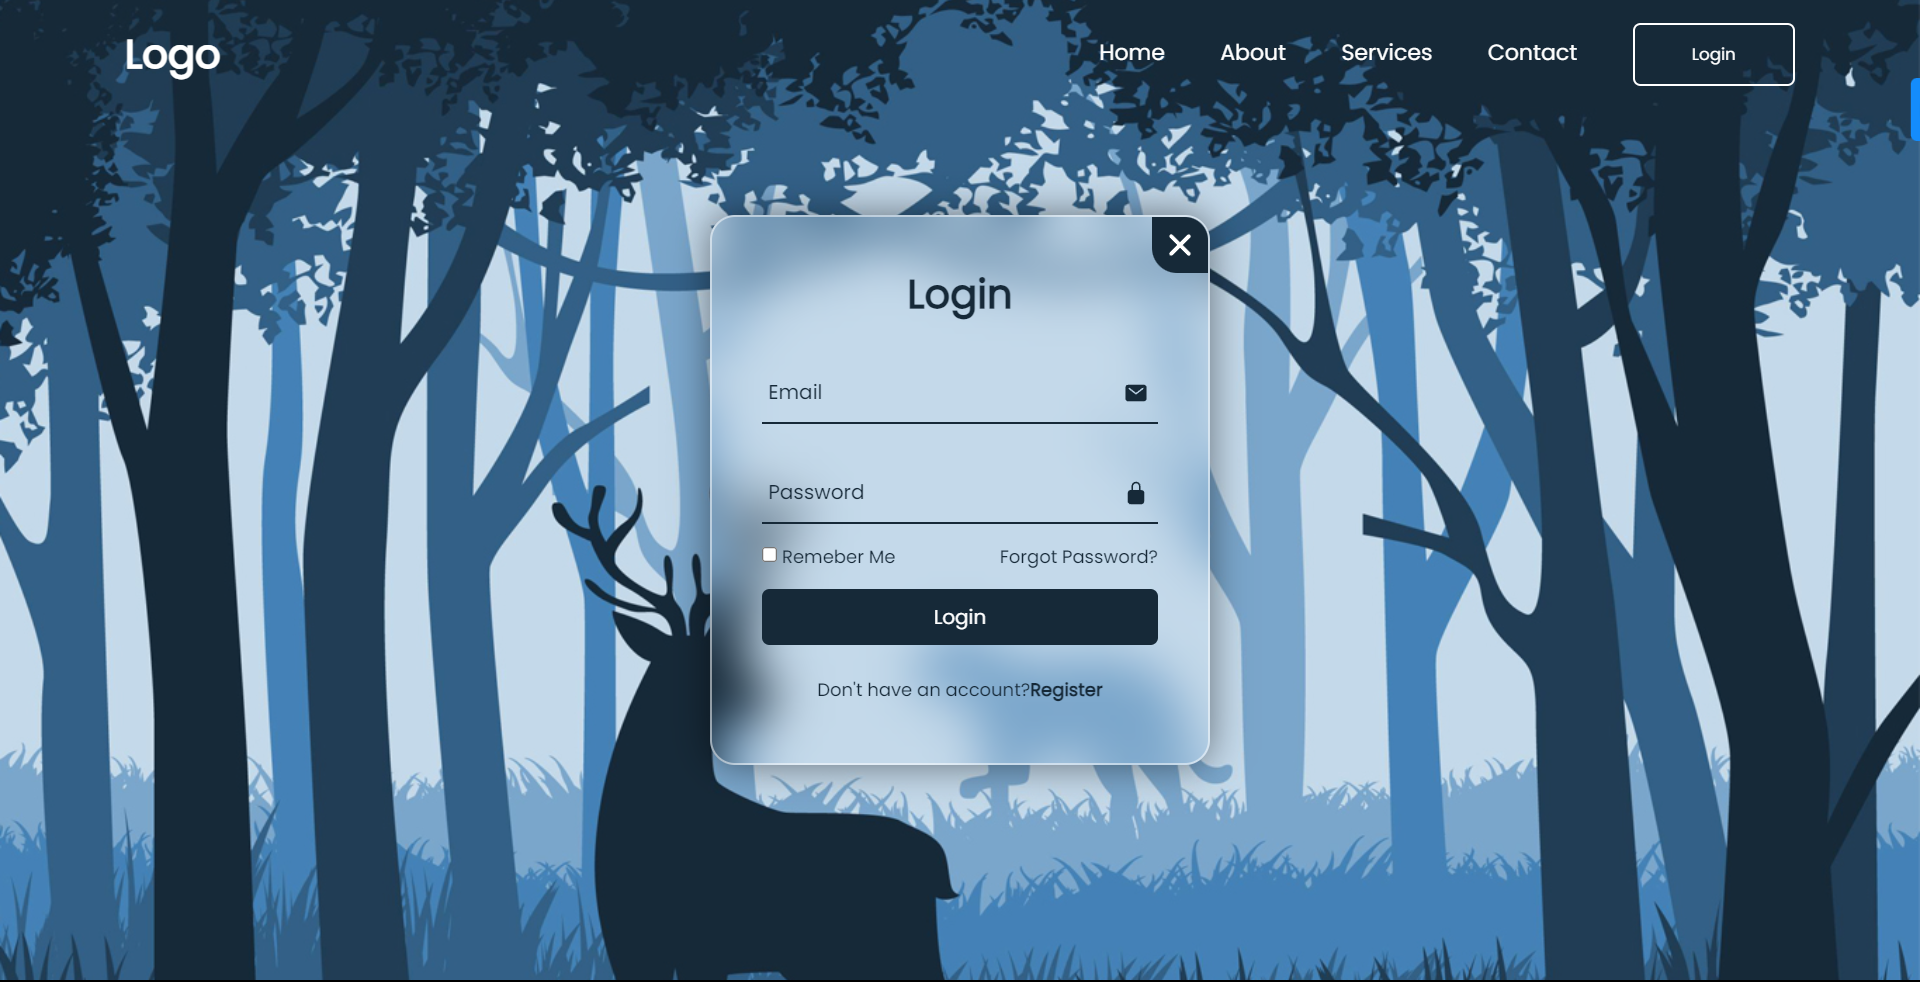 Logo
Home About Services Contact Login
Login
Email
Password
Remeber Me Forgot Password?
Login
Don't have an account?Register